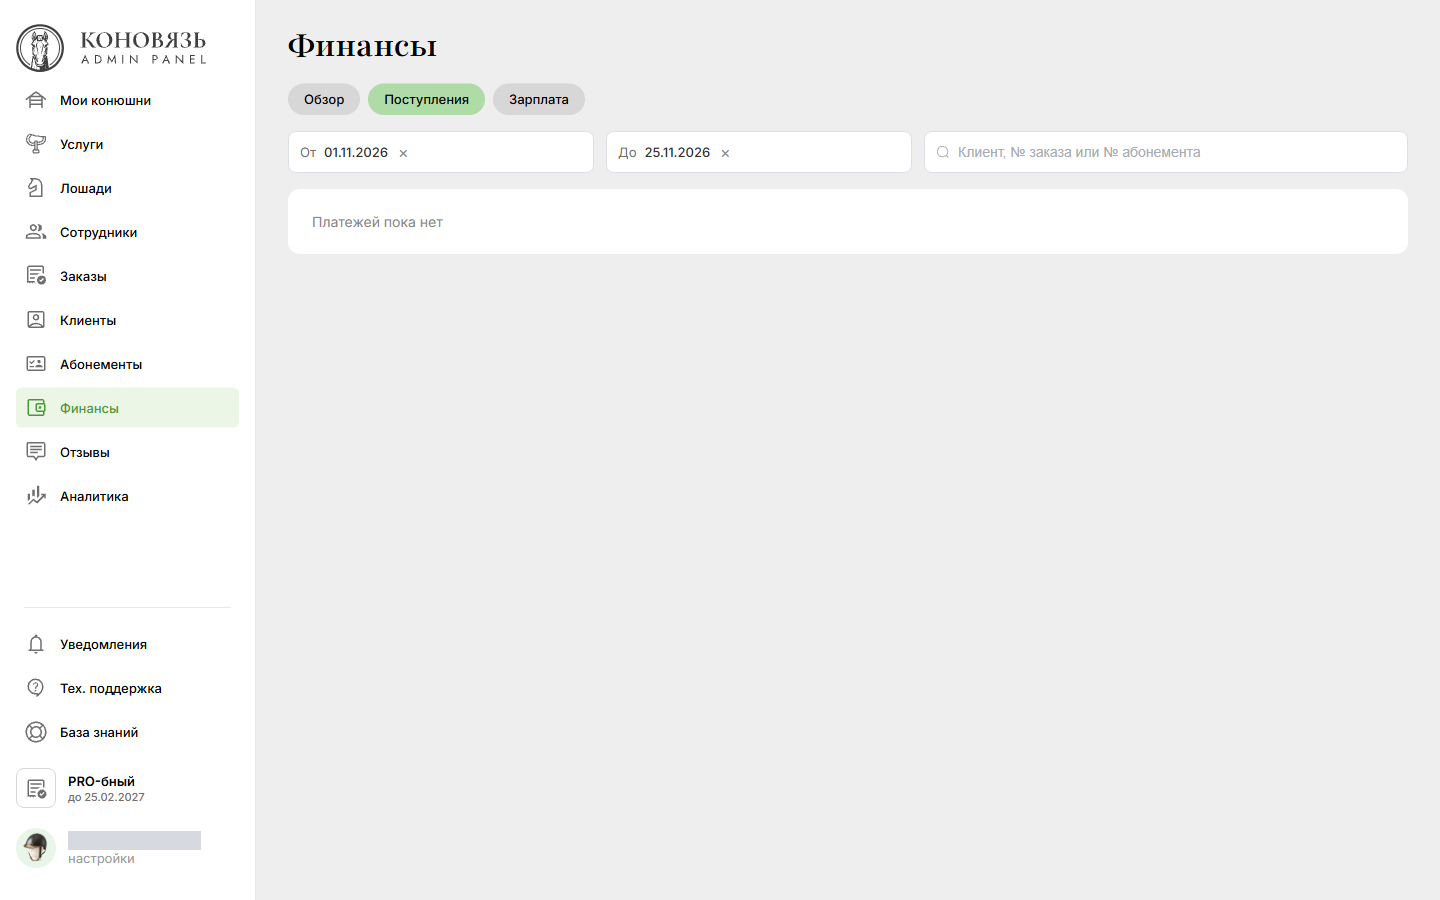 КОНОВЯЗЬ
ADMIN PANEL
Мои конюшни
Услуги
Лошади
Сотрудники
Заказы
Клиенты
Абонементы
Финансы
Отзывы
Аналитика
Уведомления
Тех. поддержка
База знаний
PRO-бный
до 25.02.2027
настройки
Финансы
Обзор
Поступления
Зарплата
От 01.11.2026 ×
До 25.11.2026 ×
Клиент, № заказа или № абонемента
Платежей пока нет